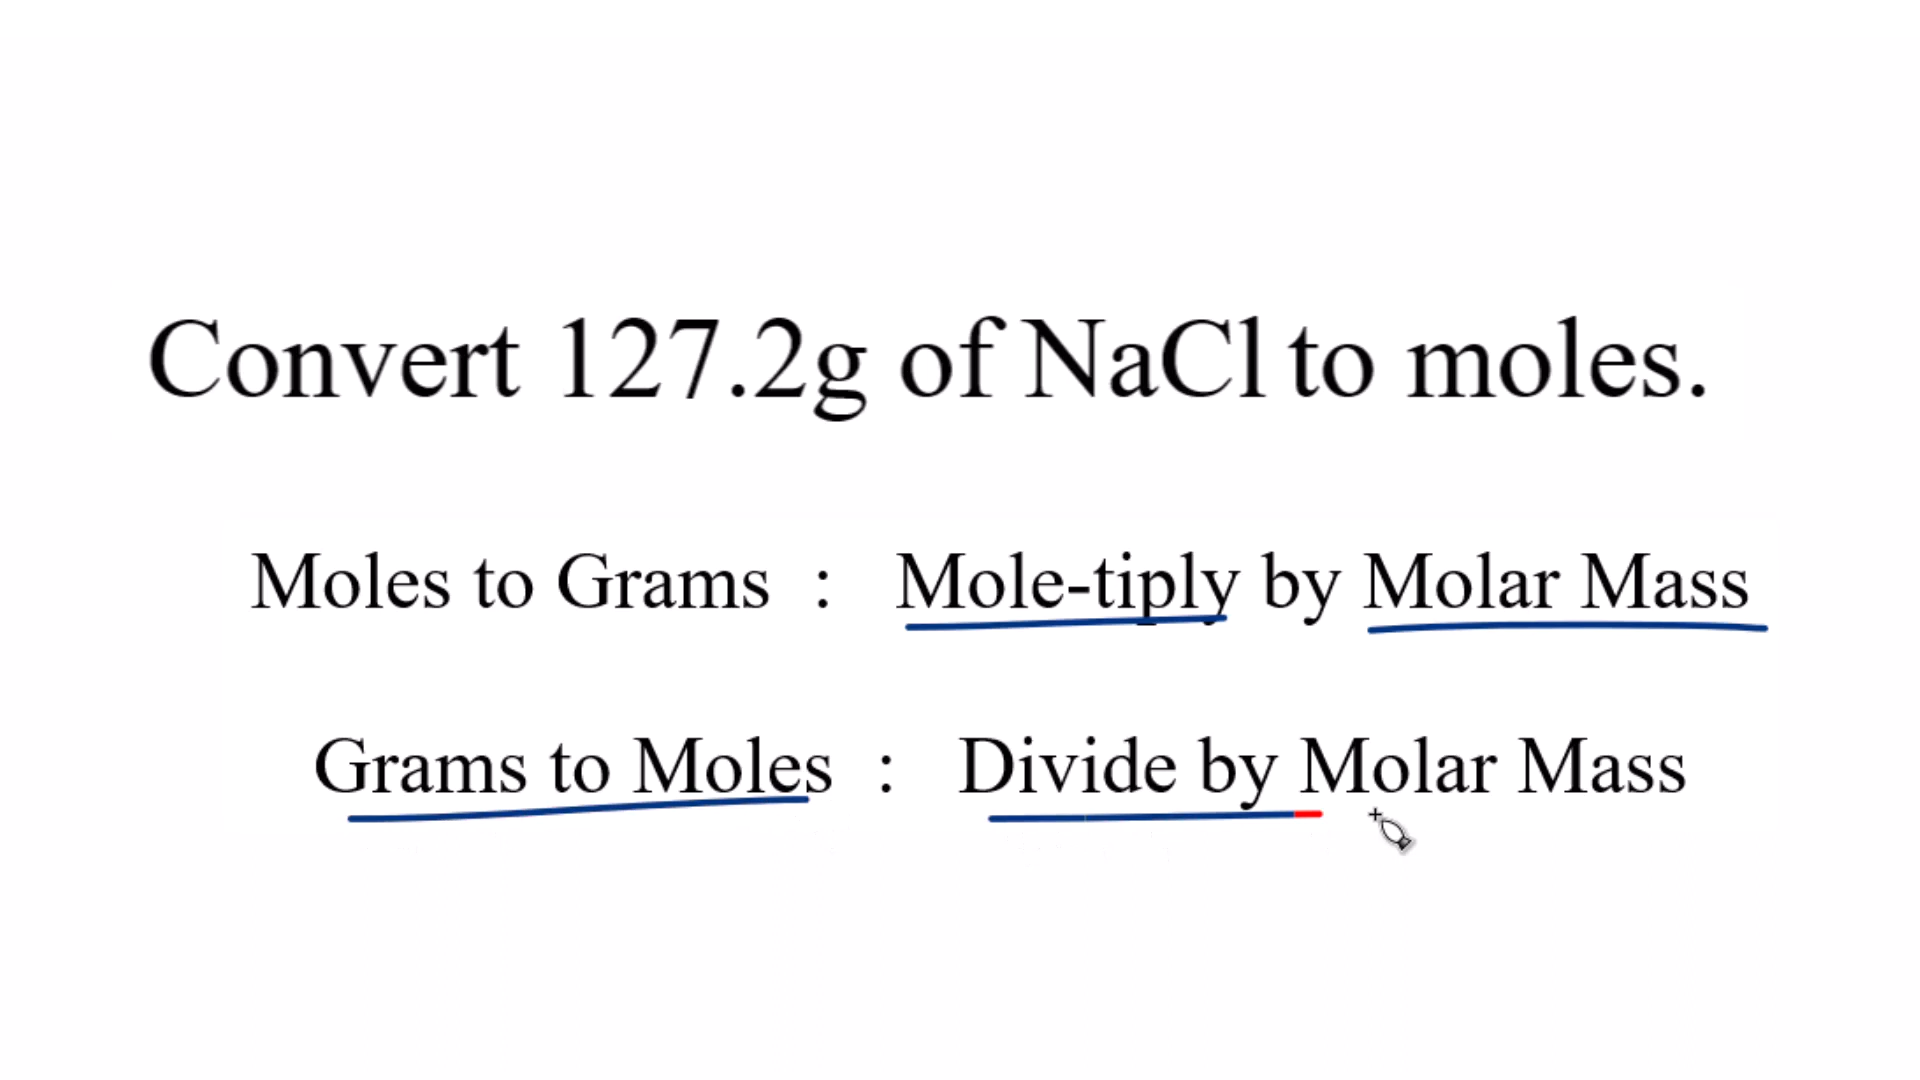 Convert 127.2g of NaCl to moles.
Moles to Grams : Mole-tiply by Molar Mass
Grams to Moles : Divide by Molar Mass